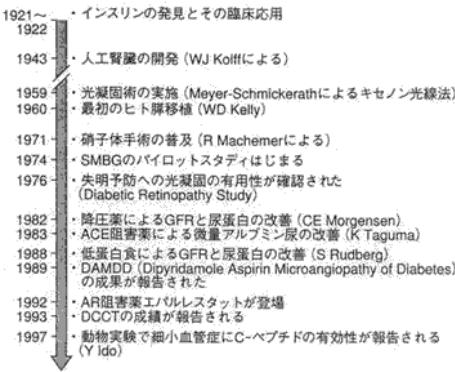 1921～ ・インスリンの発見とその臨床応用
1922
1943 ・人工腎臓の開発 (WJ Kolffによる)
1959 ・光凝固術の実施 (Meyer-Schmickerathによるキセノン光線法)
1960 ・最初のヒト膵移植 (WD Kelly)
1971 ・硝子体手術の普及 (R Machemerによる)
1974 ・SMBGのパイロットスタディはじまる
1976 ・失明予防への光凝固の有用性が確認された
(Diabetic Retinopathy Study)
1982 ・降圧薬によるGFRと尿蛋白の改善 (CE Morgensen)
1983 ・ACE阻害薬による微量アルブミン尿の改善 (K Taguma)
1988 ・低蛋白食によるGFRと尿蛋白の改善 (S Rudberg)
1989 ・DAMDD (Dipyridamole Aspirin Microangiopathy of Diabetes)
の成果が報告された
1992 ・AR阻害薬エパルレスタットが登場
1993 ・DCCTの成績が報告される
1997 ・動物実験で細小血管症にC-ペプチドの有効性が報告される
(Y Ido)